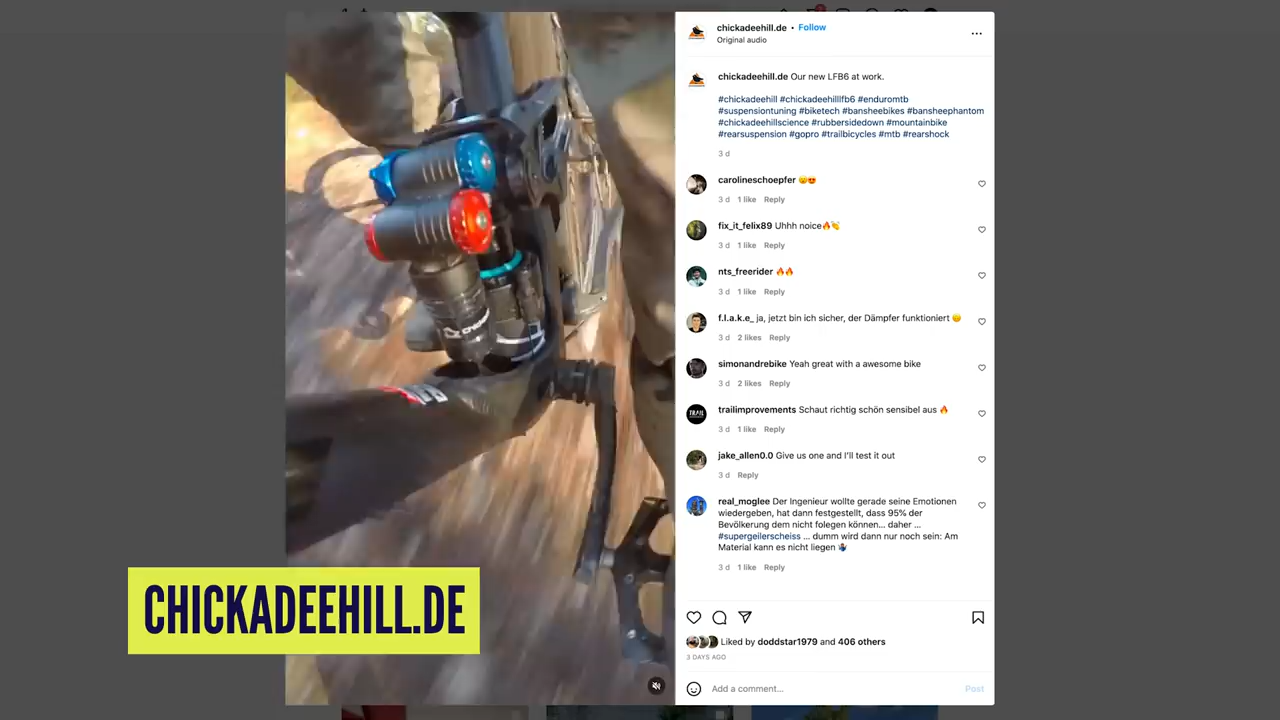 chickadeehill.de • Follow
Original audio
chickadeehill.de Our new LFB6 at work.
#chickadeehill #chickadeehilllfb6 #enduromtb
#suspensiontuning #biketech #bansheebikes #bansheephantom
#chickadeehillscience #rubbersidedown #mountainbike
#rearsuspension #gopro #trailbicycles #mtb #rearshock
3 d
carolineschoepfer 😵‍💫😍
3 d 1 like Reply
fix_it_felix89 Uhhh noice🔥👏
3 d 1 like Reply
nts_freerider 🔥🔥
3 d 1 like Reply
f.l.a.k.e_ ja, jetzt bin ich sicher, der Dämpfer funktioniert 😊
3 d 2 likes Reply
simonandrebike Yeah great with a awesome bike
3 d 2 likes Reply
trailimprovements Schaut richtig schön sensibel aus 🔥
3 d 1 like Reply
jake_allen0.0 Give us one and I'll test it out
3 d Reply
real_moglee Der Ingenieur wollte gerade seine Emotionen
wiedergeben, hat dann festgestellt, dass 95% der
Bevölkerung dem nicht folegen können... daher ...
#supergeilerscheiss ... dumm wird dann nur noch sein: Am
Material kann es nicht liegen 🤷‍♂️
3 d 1 like Reply
Liked by doddstar1979 and 406 others
3 DAYS AGO
Add a comment...
Post
CHICKADEEHILL.DE